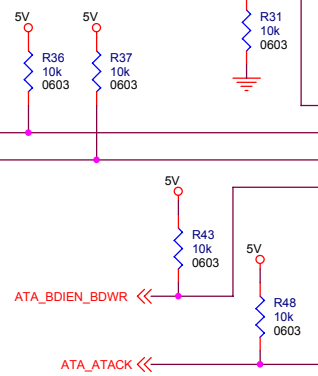 5V
R36
10k
0603
5V
R37
10k
0603
R31
10k
0603
5V
R43
10k
0603
ATA_BDIEN_BDWR
5V
R48
10k
0603
ATA_ATACK